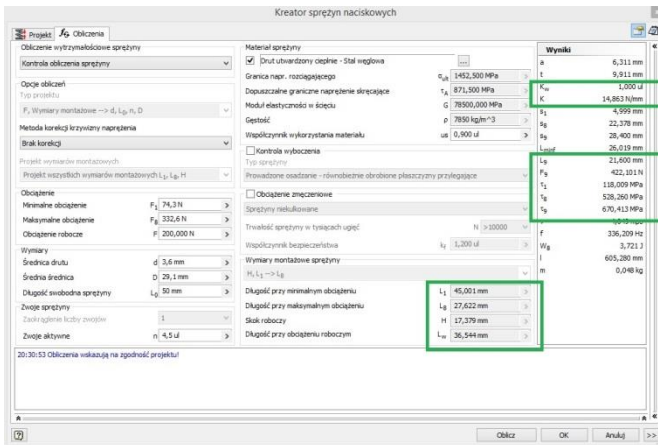 Kreator sprężyn naciskowych
Projekt
Obliczenia
Obliczenie wytrzymałościowe sprężyny
Kontrola obliczenia sprężyny
Opcje obliczeń
Typ projektu
F, Wymiary montażowe --> d, L₀, n, D
Metoda korekcji krzywizny naprężenia
Brak korekcji
Projekt wymiarów montażowych
Projekt wszystkich wymiarów montażowych L₁, L₈, H
Obciążenie
Minimalne obciążenie F₁ 74,3 N
Maksymalne obciążenie F₈ 332,6 N
Obciążenie robocze F 200,000 N
Wymiary
Średnica drutu d 3,6 mm
Średnia średnica D 29,1 mm
Długość swobodna sprężyny L₀ 50 mm
Zwoje sprężyny
Zaokrąglenie liczby zwojów 1
Zwoje aktywne n 4,5 ul
Materiał sprężyny
Drut utwardzony cieplnie - Stal węglowa ...
Granica napr. rozciągającego σult 1452,500 MPa
Dopuszczalne graniczne naprężenie skręcające τA 871,500 MPa
Moduł elastyczności w ścięciu G 78500,000 MPa
Gęstość ρ 7850 kg/m^3
Współczynnik wykorzystania materiału us 0,900 ul
Kontrola wyboczenia
Typ sprężyny
Prowadzone osadzanie - równoległe obrobione płaszczyzny przylegające
Obciążenie zmęczeniowe
Sprężyny niekulkowane
Trwałość sprężyny w tysiącach ugięć N >10000
Współczynnik bezpieczeństwa kf 1,200 ul
Wymiary montażowe sprężyny
H, L₁ --> L₈
Długość przy minimalnym obciążeniu L₁ 45,001 mm
Długość przy maksymalnym obciążeniu L₈ 27,622 mm
Skok roboczy H 17,379 mm
Długość przy obciążeniu roboczym Lw 36,544 mm
Wyniki
a 6,311 mm
t 9,911 mm
Kw 1,000 ul
K 14,863 N/mm
s₁ 4,999 mm
s₈ 22,378 mm
s₉ 28,400 mm
Lminf 26,019 mm
L₉ 21,600 mm
F₉ 422,101 N
τ₁ 118,009 MPa
τ₈ 528,260 MPa
τ₉ 670,413 MPa
f 336,209 Hz
W₈ 3,721 J
l 605,280 mm
m 0,048 kg
20:30:53 Obliczenia wskazują na zgodność projektu!
Oblicz OK Anuluj >>